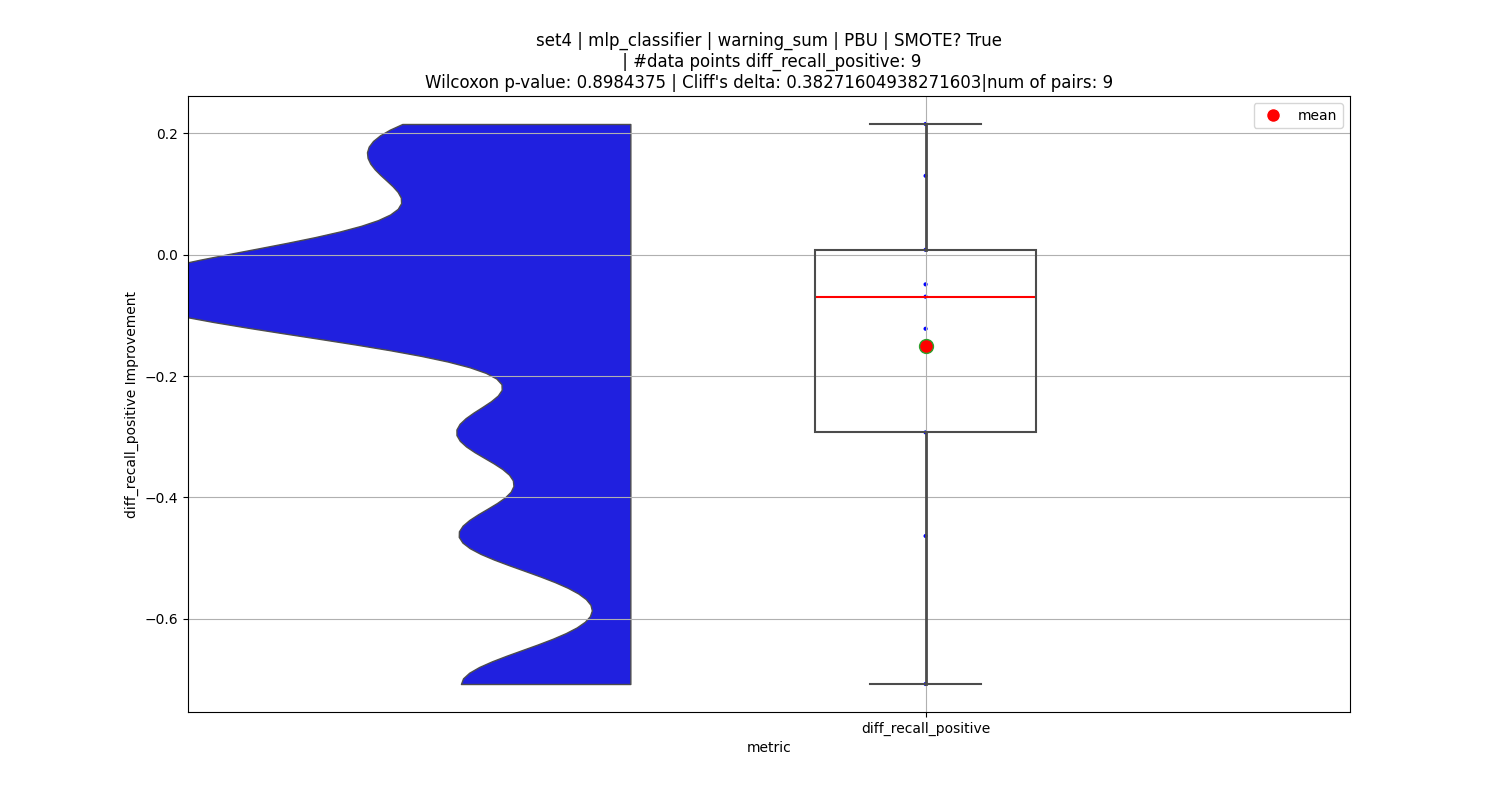 set4 | mlp_classifier | warning_sum | PBU | SMOTE? True
| #data points diff_recall_positive: 9
Wilcoxon p-value: 0.8984375 | Cliff's delta: 0.38271604938271603|num of pairs: 9
mean
0.2
0.0
−0.2
−0.4
−0.6
diff_recall_positive Improvement
diff_recall_positive
metric